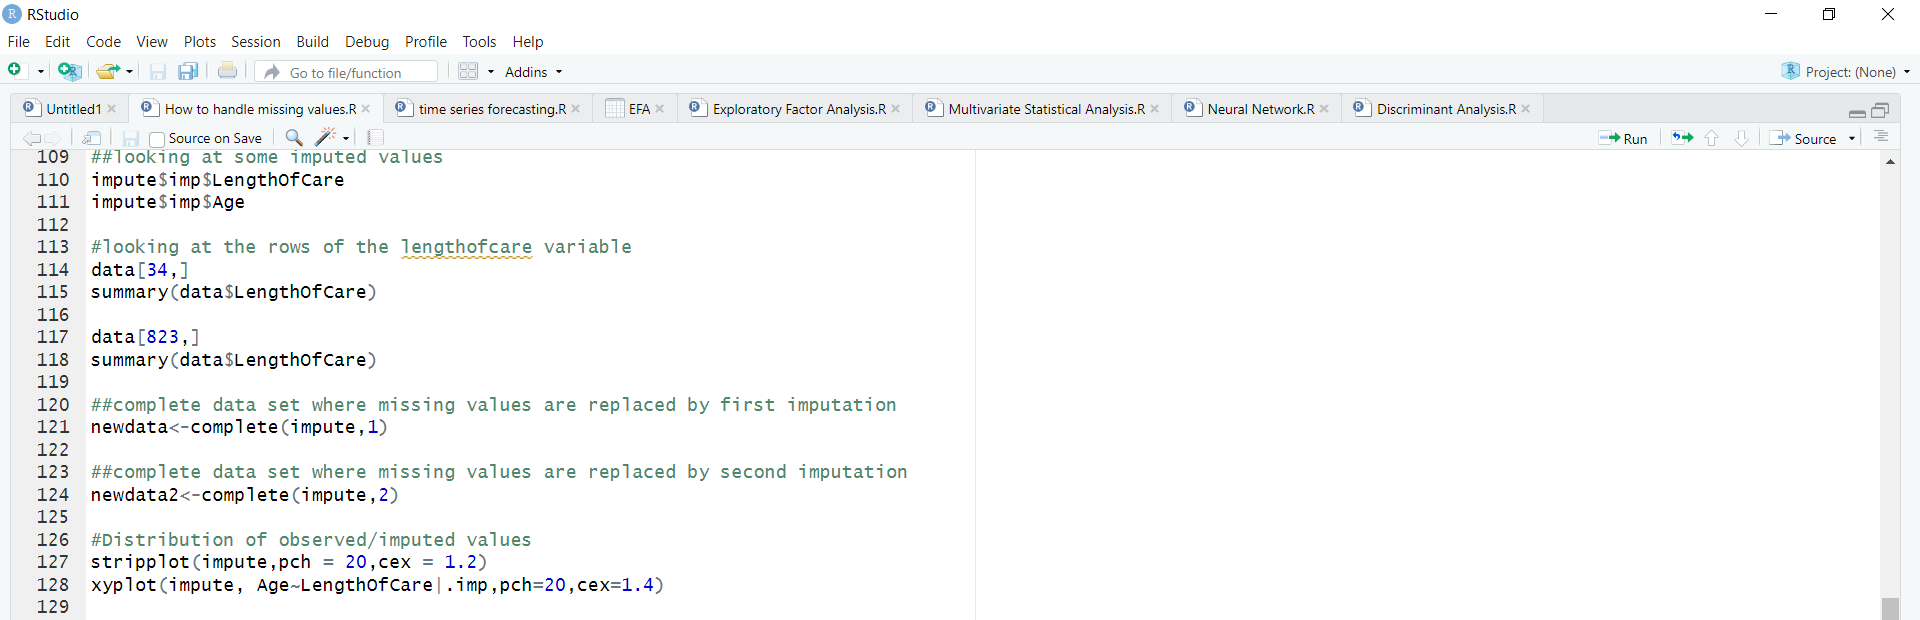 RStudio
File Edit Code View Plots Session Build Debug Profile Tools Help
Go to file/function Addins Project: (None)
Untitled1 How to handle missing values.R time series forecasting.R EFA Exploratory Factor Analysis.R Multivariate Statistical Analysis.R Neural Network.R Discriminant Analysis.R
Source on Save Run Source
109 ##looking at some imputed values
110 impute$imp$LengthOfCare
111 impute$imp$Age
112
113 #looking at the rows of the lengthofcare variable
114 data[34,]
115 summary(data$LengthOfCare)
116
117 data[823,]
118 summary(data$LengthOfCare)
119
120 ##complete data set where missing values are replaced by first imputation
121 newdata<-complete(impute,1)
122
123 ##complete data set where missing values are replaced by second imputation
124 newdata2<-complete(impute,2)
125
126 #Distribution of observed/imputed values
127 stripplot(impute,pch = 20,cex = 1.2)
128 xyplot(impute, Age~LengthOfCare|.imp,pch=20,cex=1.4)
129